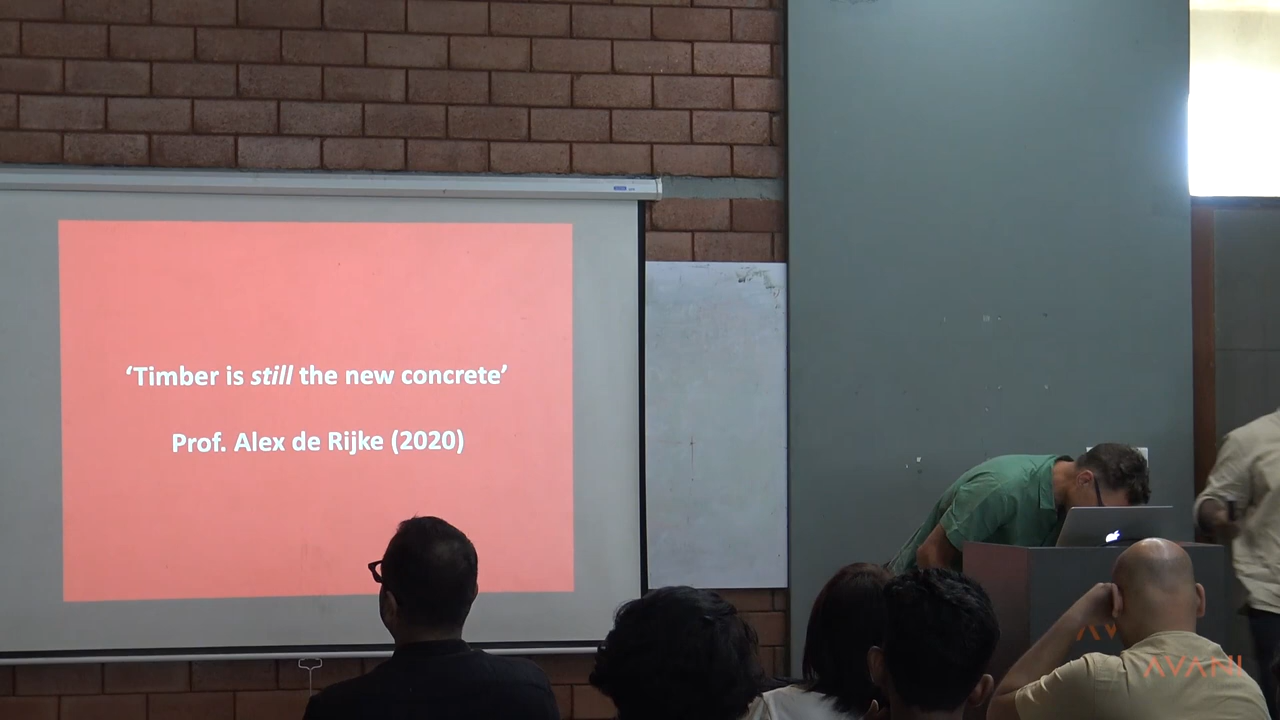 ‘Timber is still the new concrete’
Prof. Alex de Rijke (2020)
AVANI